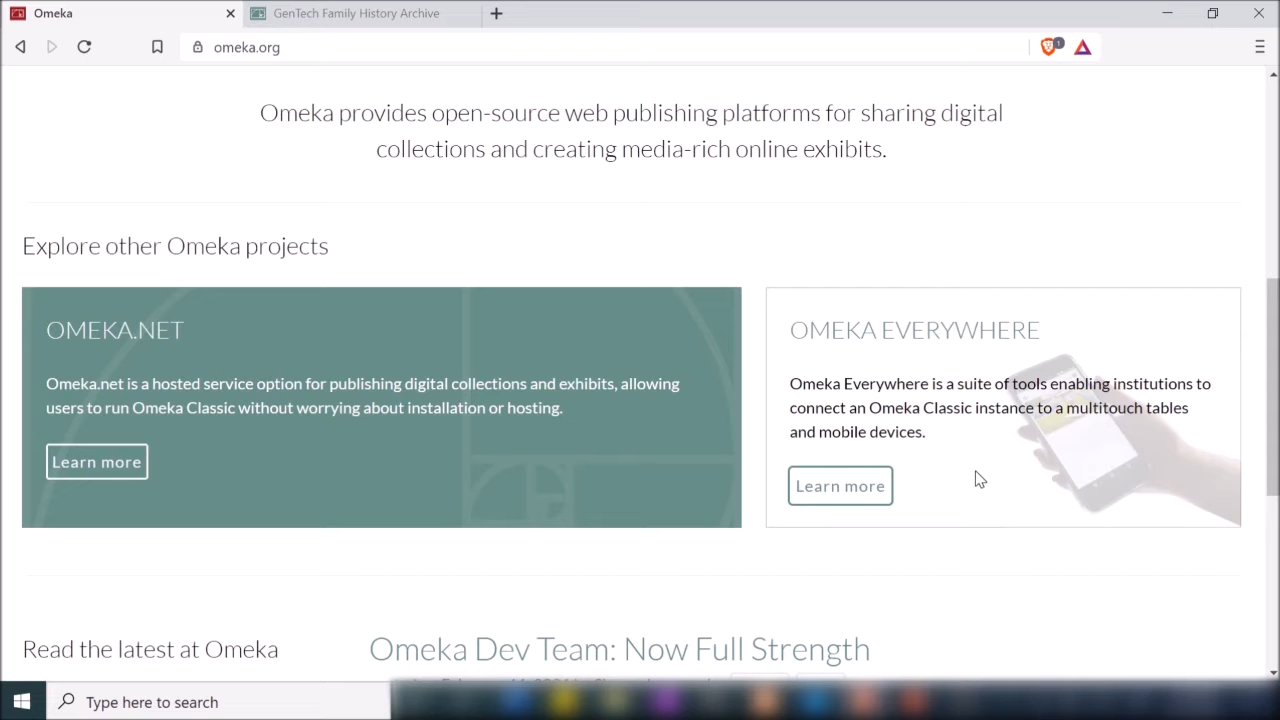 Omeka
GenTech Family History Archive
omeka.org
1
Omeka provides open-source web publishing platforms for sharing digital
collections and creating media-rich online exhibits.
Explore other Omeka projects
OMEKA.NET
Omeka.net is a hosted service option for publishing digital collections and exhibits, allowing
users to run Omeka Classic without worrying about installation or hosting.
Learn more
OMEKA EVERYWHERE
Omeka Everywhere is a suite of tools enabling institutions to
connect an Omeka Classic instance to a multitouch tables
and mobile devices.
Learn more
Read the latest at Omeka
Omeka Dev Team: Now Full Strength
Type here to search